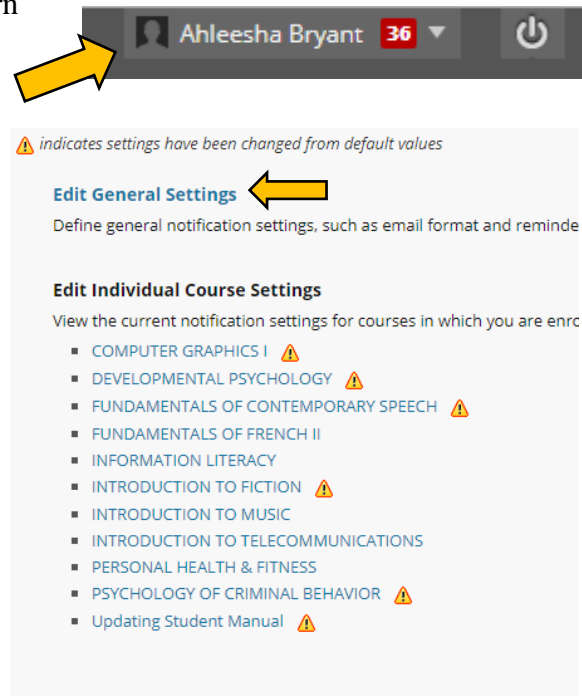 rn
Ahleesha Bryant 36
indicates settings have been changed from default values
Edit General Settings
Define general notification settings, such as email format and reminde
Edit Individual Course Settings
View the current notification settings for courses in which you are enro
COMPUTER GRAPHICS I
DEVELOPMENTAL PSYCHOLOGY
FUNDAMENTALS OF CONTEMPORARY SPEECH
FUNDAMENTALS OF FRENCH II
INFORMATION LITERACY
INTRODUCTION TO FICTION
INTRODUCTION TO MUSIC
INTRODUCTION TO TELECOMMUNICATIONS
PERSONAL HEALTH & FITNESS
PSYCHOLOGY OF CRIMINAL BEHAVIOR
Updating Student Manual